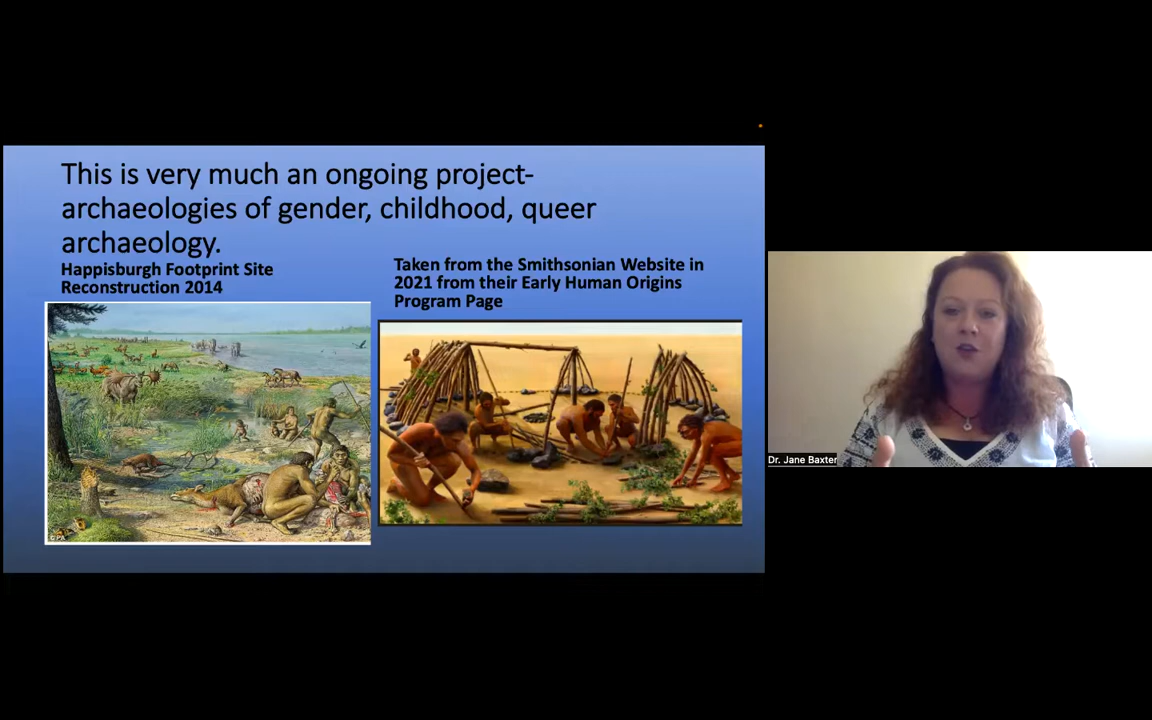 This is very much an ongoing project-
archaeologies of gender, childhood, queer
archaeology.
Happisburgh Footprint Site
Reconstruction 2014
Taken from the Smithsonian Website in
2021 from their Early Human Origins
Program Page
Dr. Jane Baxter